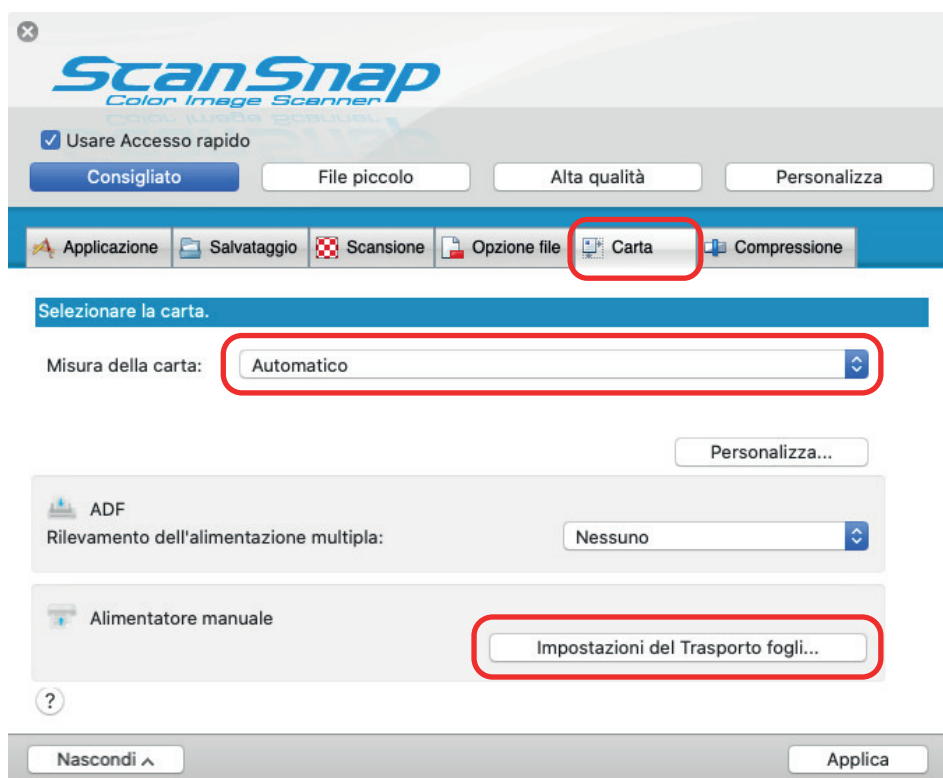 ScanSnap
Color Image Scanner
Usare Accesso rapido
Consigliato File piccolo Alta qualità Personalizza
Applicazione Salvataggio Scansione Opzione file Carta Compressione
Selezionare la carta.
Misura della carta: Automatico
Personalizza...
ADF
Rilevamento dell'alimentazione multipla: Nessuno
Alimentatore manuale
Impostazioni del Trasporto fogli...
?
Nascondi Applica